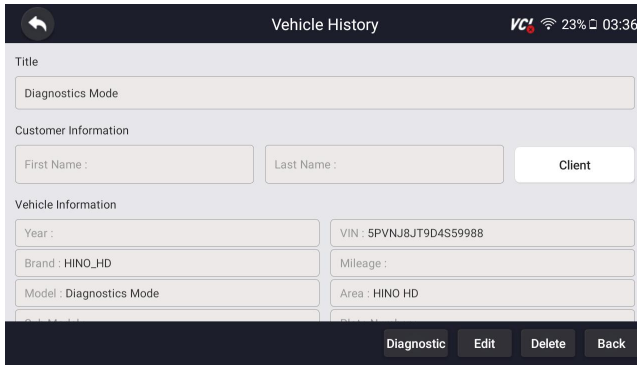 Vehicle History
VCI 23% 03:36
Title
Diagnostics Mode
Customer Information
First Name :
Last Name :
Client
Vehicle Information
Year :
VIN : 5PVNJ8JT9D4S59988
Brand : HINO_HD
Mileage :
Model : Diagnostics Mode
Area : HINO HD
Diagnostic
Edit
Delete
Back